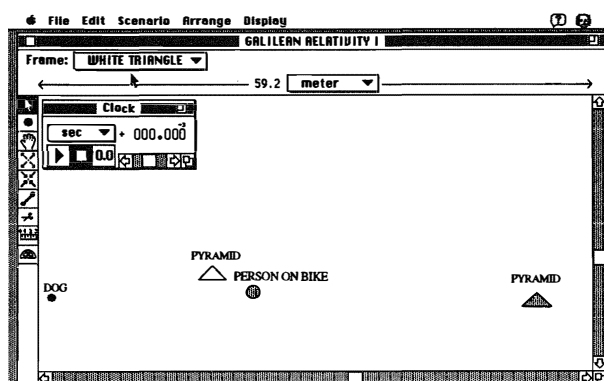 File Edit Scenario Arrange Display
GALILEAN RELATIVITY I
Frame: WHITE TRIANGLE
59.2 meter
Clock
sec + 000.000
0.0
PYRAMID
PERSON ON BIKE
PYRAMID
DOG